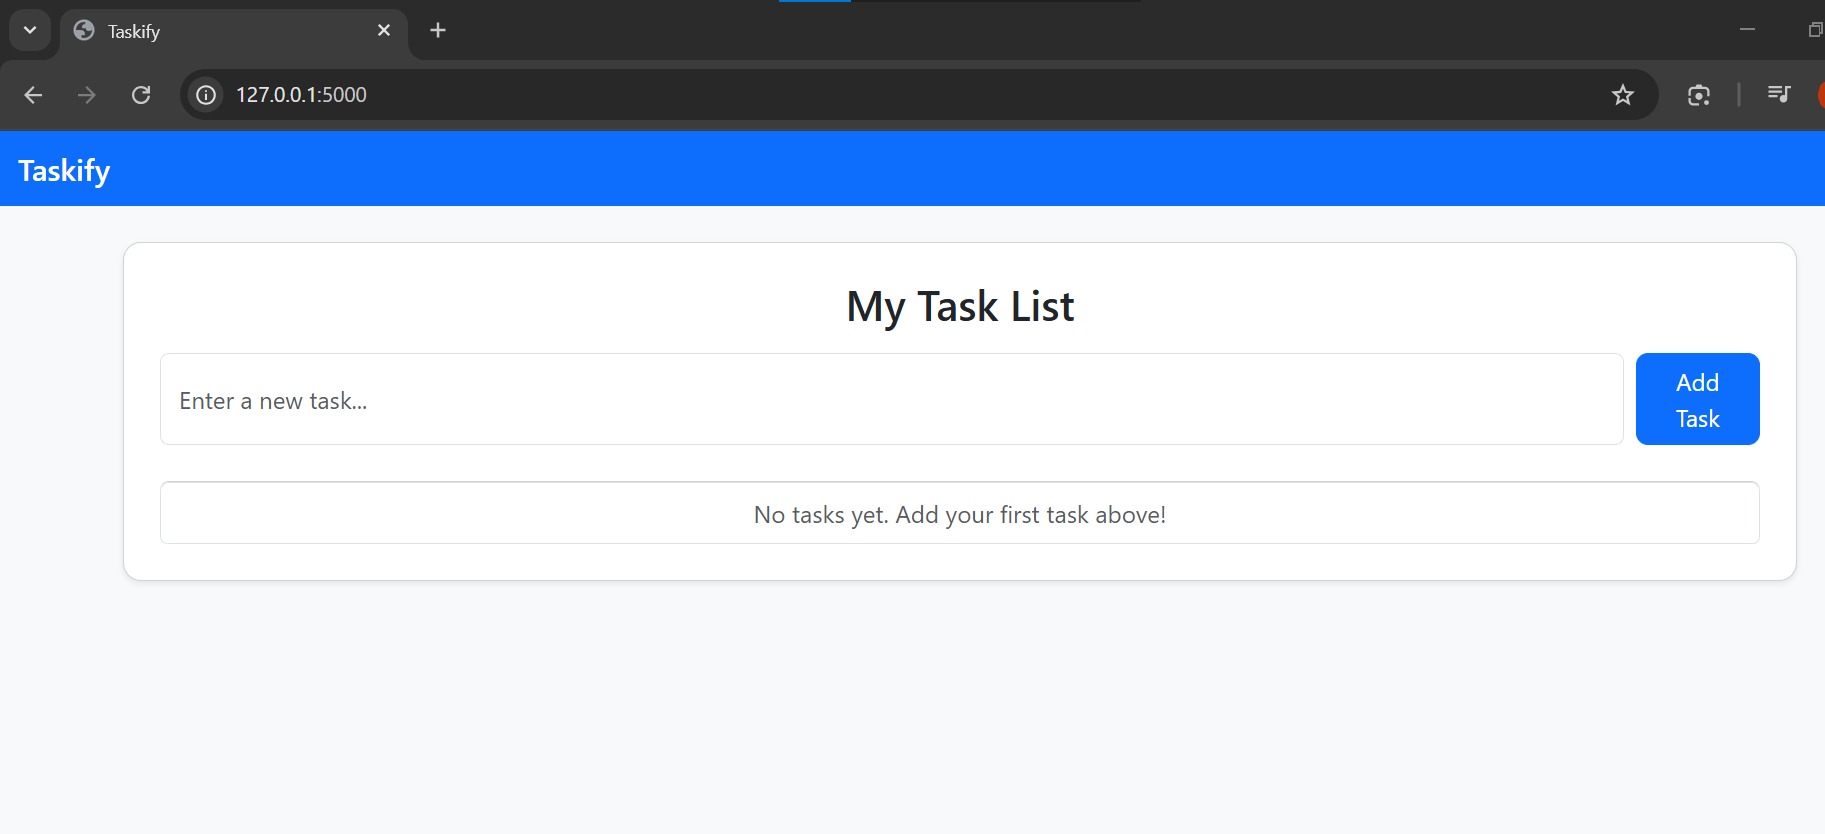 Taskify
127.0.0.1:5000
Taskify
My Task List
Enter a new task...
Add
Task
No tasks yet. Add your first task above!